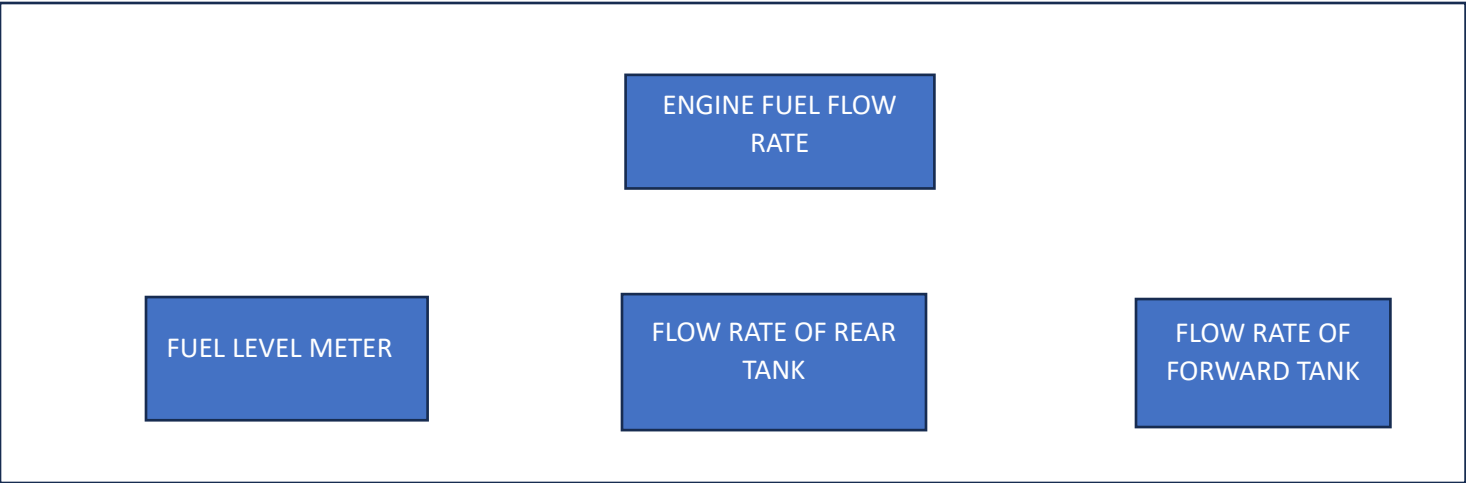 ENGINE FUEL FLOW
RATE
FUEL LEVEL METER
FLOW RATE OF REAR
TANK
FLOW RATE OF
FORWARD TANK